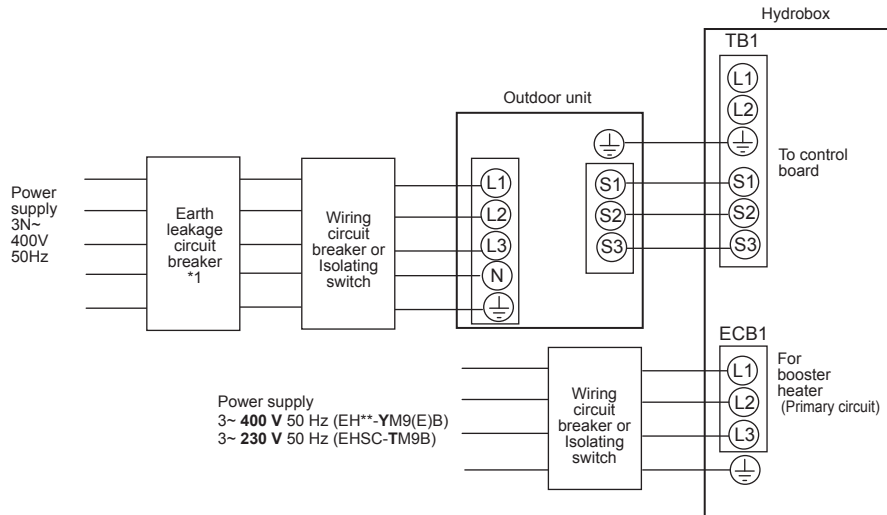 Hydrobox
TB1
L1
L2
Outdoor unit
To control
board
S1
S2
S3
L1
L2
L3
N
S1
S2
S3
Power
supply
3N~
400V
50Hz
Earth
leakage
circuit
breaker
*1
Wiring
circuit
breaker or
Isolating
switch
ECB1
L1
L2
L3
For
booster
heater
(Primary circuit)
Wiring
circuit
breaker or
Isolating
switch
Power supply
3~ 400 V 50 Hz (EH**-YM9(E)B)
3~ 230 V 50 Hz (EHSC-TM9B)